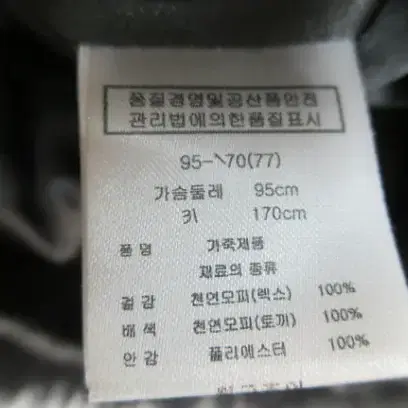 품질경영및공산품안전
관리법에의한품질표시
95-170(77)
가슴둘레 95cm
키 170cm
품명 가죽제품
재료의 종류
겉감 천연모피(렉스) 100%
배색 천연모피(토끼) 100%
안감 폴리에스터 100%